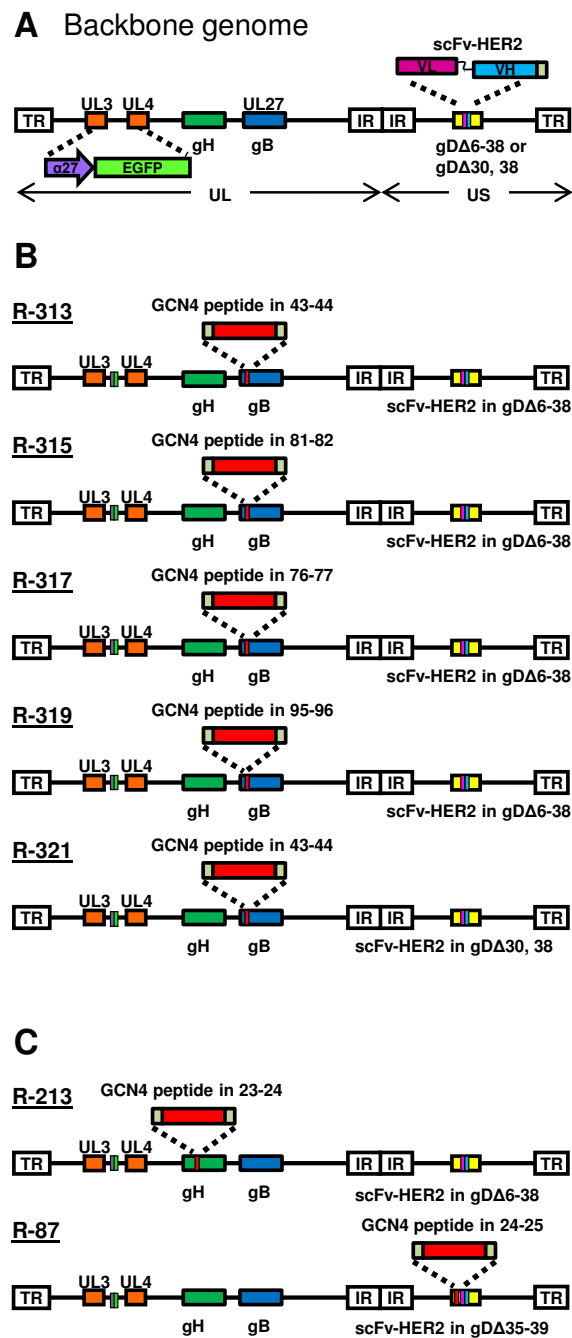 A Backbone genome
scFv-HER2
VL VH
UL3 UL4 UL27
TR IR IR TR
gH gB gDΔ6-38 or
gDΔ30, 38
α27 EGFP
UL US
B
R-313
GCN4 peptide in 43-44
UL3 UL4
TR IR IR TR
gH gB scFv-HER2 in gDΔ6-38
R-315
GCN4 peptide in 81-82
UL3 UL4
TR IR IR TR
gH gB scFv-HER2 in gDΔ6-38
R-317
GCN4 peptide in 76-77
UL3 UL4
TR IR IR TR
gH gB scFv-HER2 in gDΔ6-38
R-319
GCN4 peptide in 95-96
UL3 UL4
TR IR IR TR
gH gB scFv-HER2 in gDΔ6-38
R-321
GCN4 peptide in 43-44
UL3 UL4
TR IR IR TR
gH gB scFv-HER2 in gDΔ30, 38
C
R-213
GCN4 peptide in 23-24
UL3 UL4
TR IR IR TR
gH gB scFv-HER2 in gDΔ6-38
R-87
GCN4 peptide in 24-25
UL3 UL4
TR IR IR TR
gH gB scFv-HER2 in gDΔ35-39